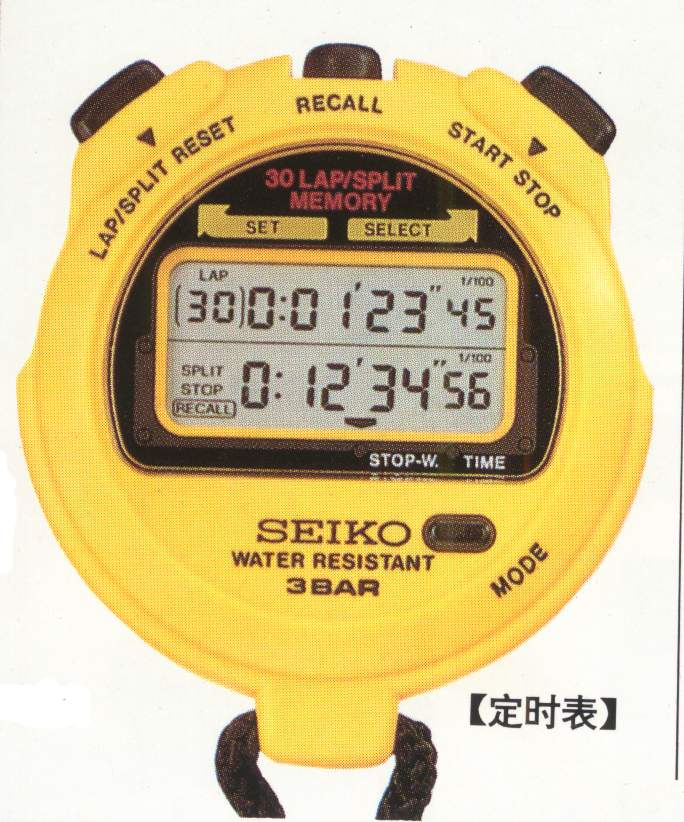 RECALL
LAP/SPLIT RESET
START STOP
30 LAP/SPLIT
MEMORY
SET
SELECT
LAP
1/100
(30)0:01'23"45
SPLIT
STOP
RECALL
1/100
0:12'34"56
STOP-W. TIME
SEIKO
WATER RESISTANT
3 BAR
MODE
【定时表】